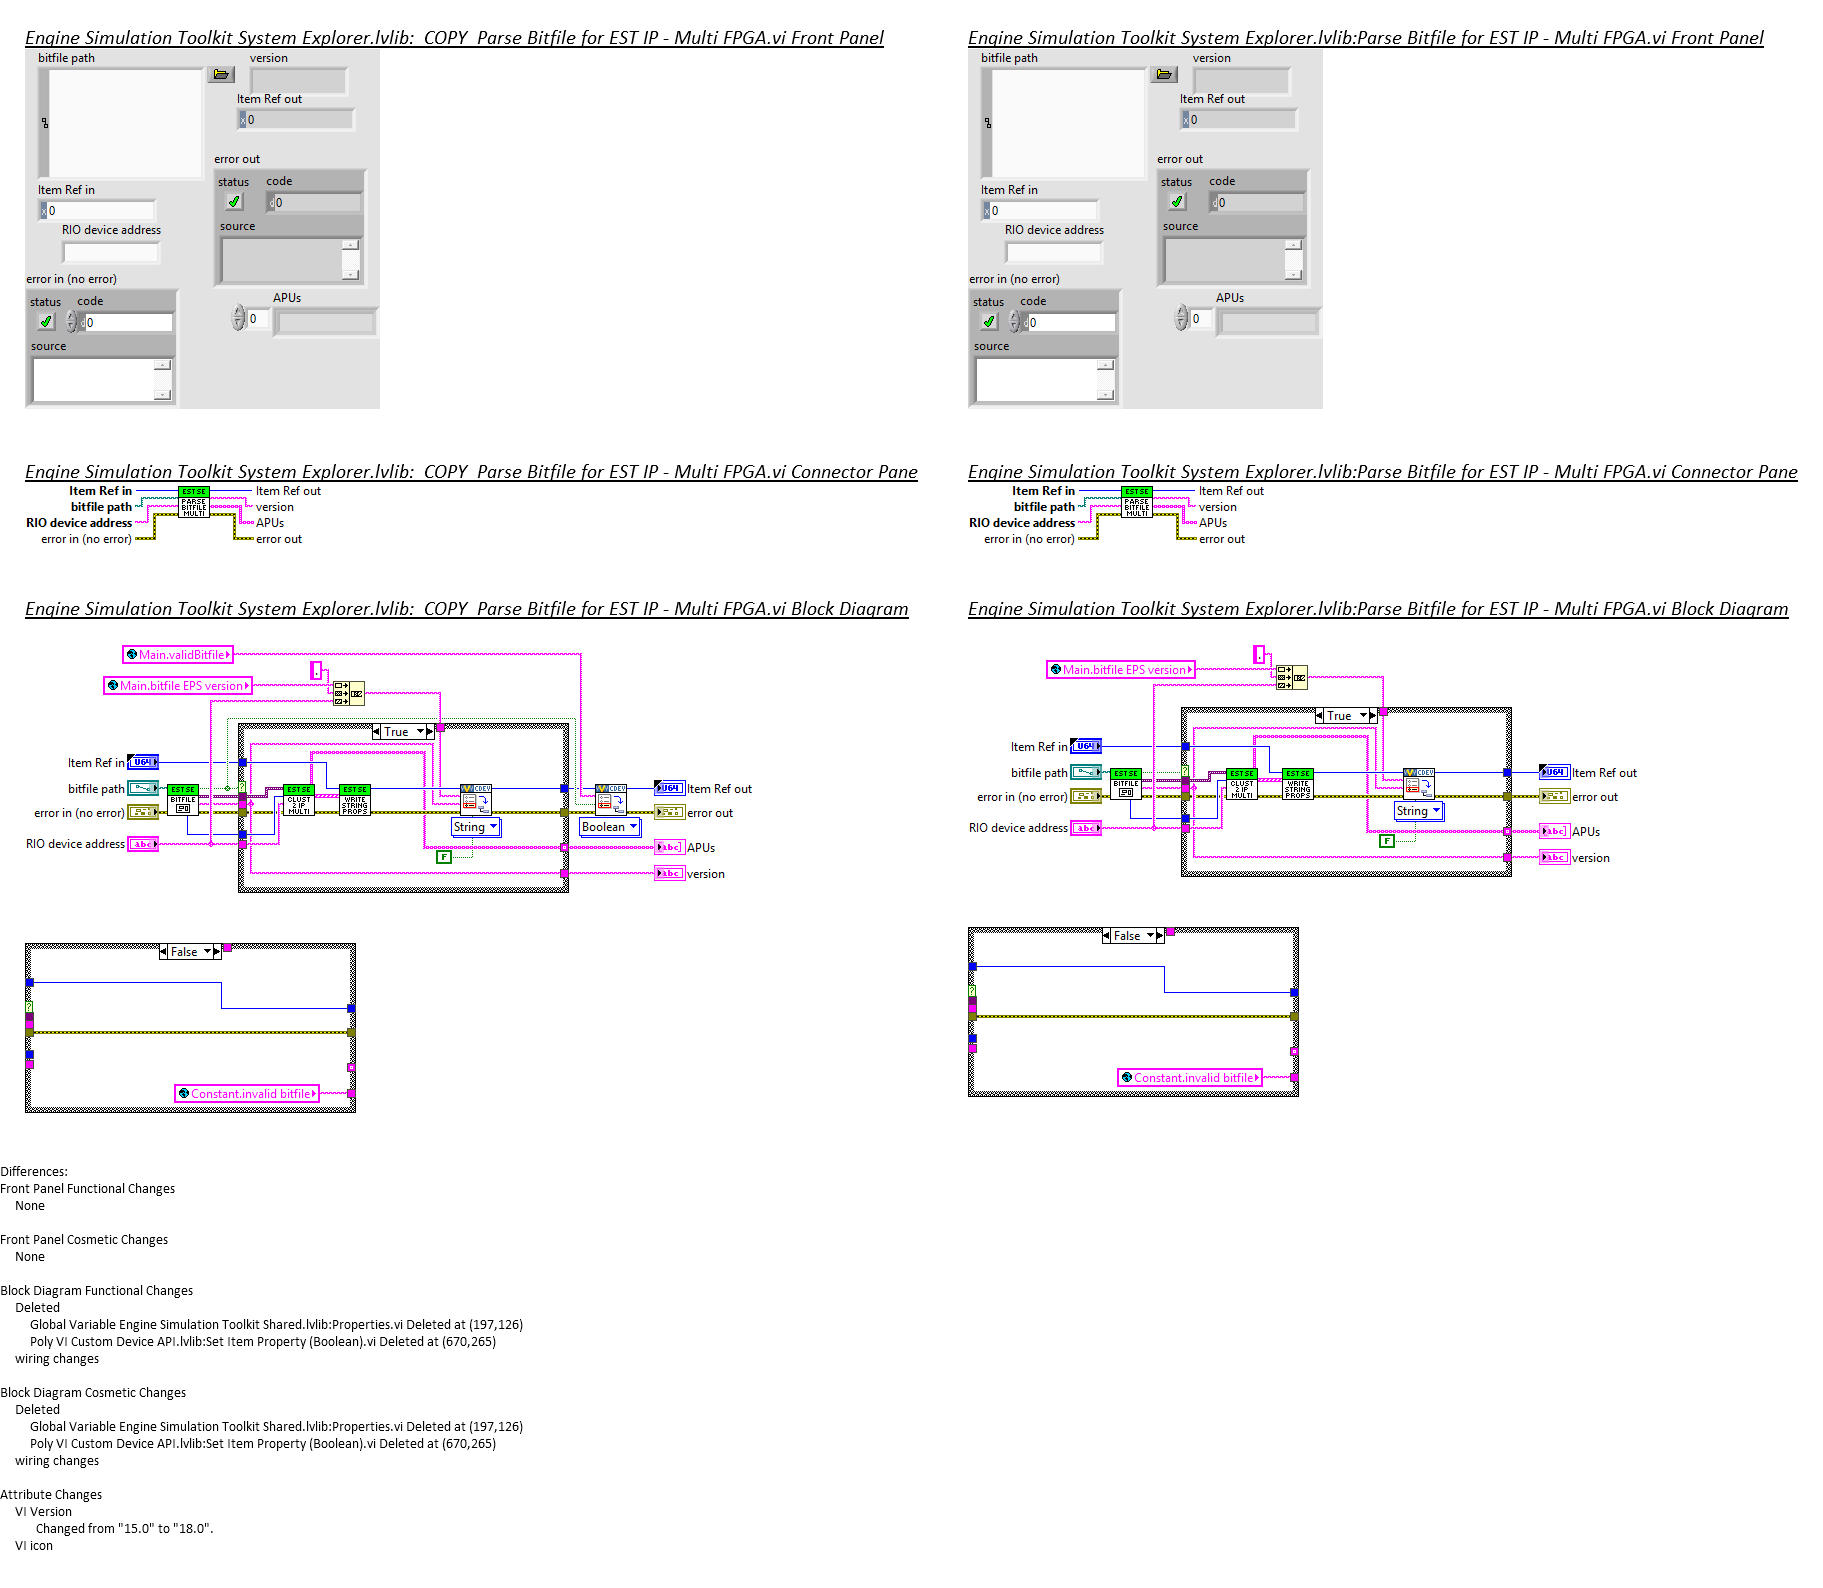 Engine Simulation Toolkit System Explorer.lvlib:  COPY  Parse Bitfile for EST IP - Multi FPGA.vi Front Panel
bitfile path
version
Item Ref out
x 0
error out
status
code
d 0
source
Item Ref in
x 0
RIO device address
error in (no error)
status
code
d 0
source
APUs
0
Engine Simulation Toolkit System Explorer.lvlib:Parse Bitfile for EST IP - Multi FPGA.vi Front Panel
bitfile path
version
Item Ref out
x 0
error out
status
code
d 0
source
Item Ref in
x 0
RIO device address
error in (no error)
status
code
d 0
source
APUs
0
Engine Simulation Toolkit System Explorer.lvlib:  COPY  Parse Bitfile for EST IP - Multi FPGA.vi Connector Pane
Item Ref in
bitfile path
RIO device address
error in (no error)
EST SE
PARSE
BITFILE
MULTI
Item Ref out
version
APUs
error out
Engine Simulation Toolkit System Explorer.lvlib:Parse Bitfile for EST IP - Multi FPGA.vi Connector Pane
Item Ref in
bitfile path
RIO device address
error in (no error)
EST SE
PARSE
BITFILE
MULTI
Item Ref out
version
APUs
error out
Engine Simulation Toolkit System Explorer.lvlib:  COPY  Parse Bitfile for EST IP - Multi FPGA.vi Block Diagram
Main.validBitfile
Main.bitfile EPS version
.
True
Item Ref in
U64
bitfile path
error in (no error)
RIO device address
abc
EST SE
BITFILE
EST SE
CLUST
2 IP
MULTI
EST SE
WRITE
STRING
PROPS
CDEV
String
F
CDEV
Boolean
U64
Item Ref out
error out
abc
APUs
abc
version
False
Constant.invalid bitfile
Engine Simulation Toolkit System Explorer.lvlib:Parse Bitfile for EST IP - Multi FPGA.vi Block Diagram
Main.bitfile EPS version
.
True
Item Ref in
U64
bitfile path
error in (no error)
RIO device address
abc
EST SE
BITFILE
EST SE
CLUST
2 IP
MULTI
EST SE
WRITE
STRING
PROPS
CDEV
String
F
U64
Item Ref out
error out
abc
APUs
abc
version
False
Constant.invalid bitfile
Differences:
Front Panel Functional Changes
None
Front Panel Cosmetic Changes
None
Block Diagram Functional Changes
Deleted
Global Variable Engine Simulation Toolkit Shared.lvlib:Properties.vi Deleted at (197,126)
Poly VI Custom Device API.lvlib:Set Item Property (Boolean).vi Deleted at (670,265)
wiring changes
Block Diagram Cosmetic Changes
Deleted
Global Variable Engine Simulation Toolkit Shared.lvlib:Properties.vi Deleted at (197,126)
Poly VI Custom Device API.lvlib:Set Item Property (Boolean).vi Deleted at (670,265)
wiring changes
Attribute Changes
VI Version
Changed from "15.0" to "18.0".
VI icon